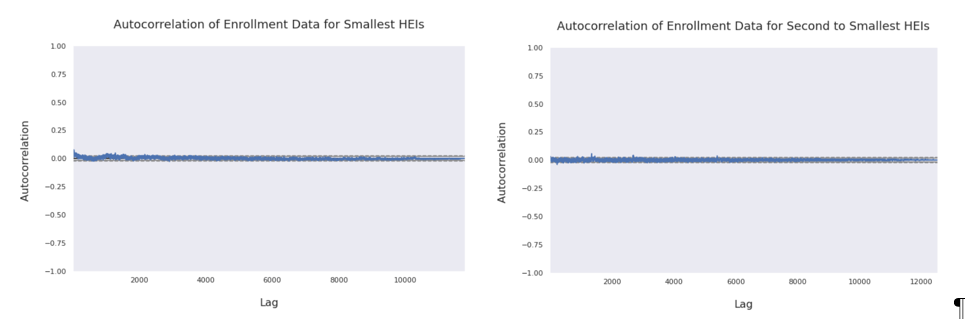 Autocorrelation of Enrollment Data for Smallest HEIs
1.00
0.75
0.50
0.25
0.00
−0.25
−0.50
−0.75
−1.00
Autocorrelation
2000 4000 6000 8000 10000
Lag
Autocorrelation of Enrollment Data for Second to Smallest HEIs
1.00
0.75
0.50
0.25
0.00
−0.25
−0.50
−0.75
−1.00
Autocorrelation
2000 4000 6000 8000 10000 12000
Lag
¶